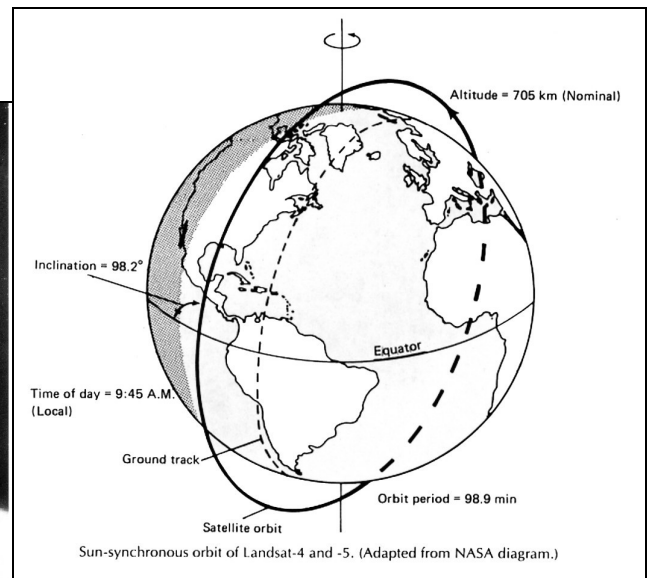 Altitude = 705 km (Nominal)
Inclination = 98.2°
Equator
Time of day = 9:45 A.M.
(Local)
Ground track
Orbit period = 98.9 min
Satellite orbit
Sun-synchronous orbit of Landsat-4 and -5. (Adapted from NASA diagram.)